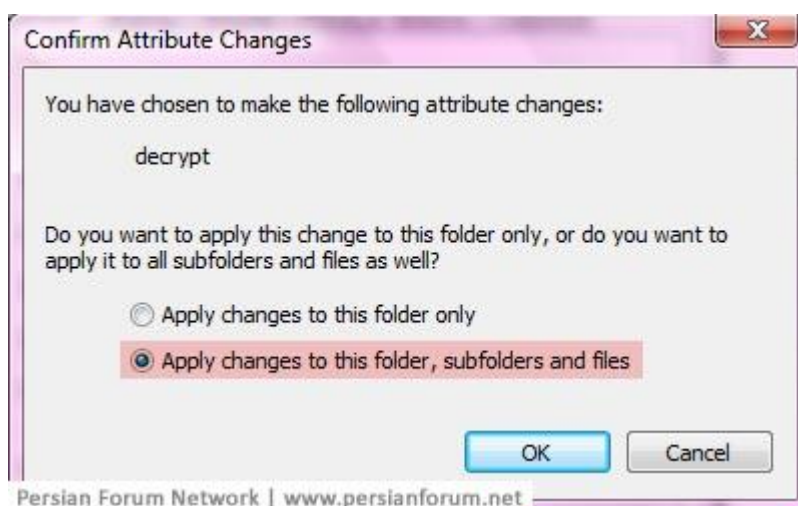 Confirm Attribute Changes
You have chosen to make the following attribute changes:
decrypt
Do you want to apply this change to this folder only, or do you want to
apply it to all subfolders and files as well?
Apply changes to this folder only
Apply changes to this folder, subfolders and files
OK
Cancel
Persian Forum Network | www.persianforum.net